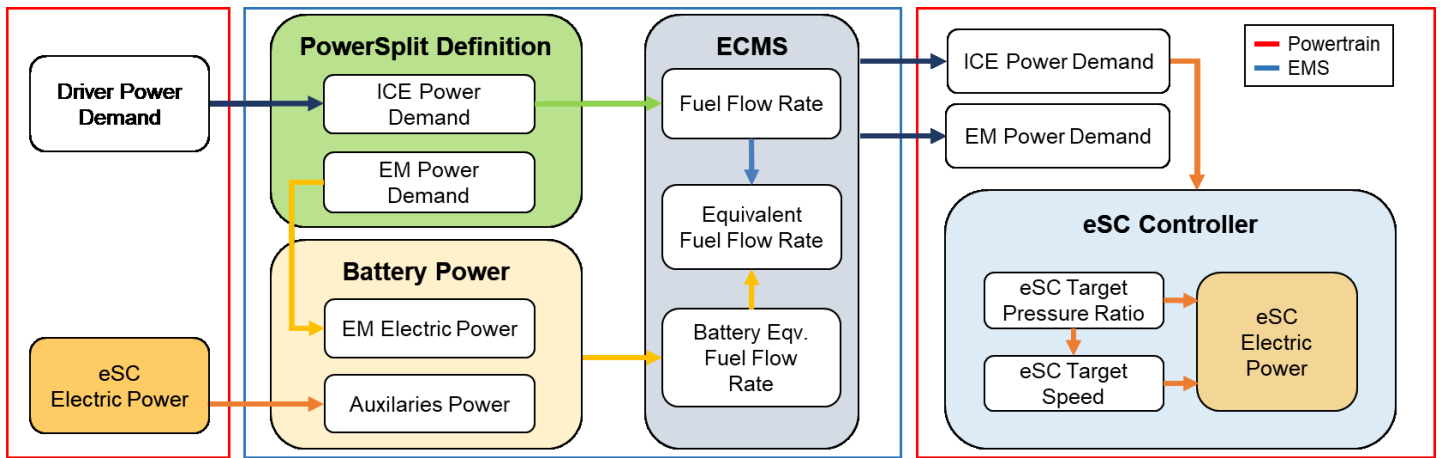 Driver Power
Demand
eSC
Electric Power
PowerSplit Definition
ICE Power
Demand
EM Power
Demand
Battery Power
EM Electric Power
Auxilaries Power
ECMS
Fuel Flow Rate
Equivalent
Fuel Flow Rate
Battery Eqv.
Fuel Flow
Rate
ICE Power Demand
EM Power Demand
Powertrain
EMS
eSC Controller
eSC Target
Pressure Ratio
eSC Target
Speed
eSC
Electric
Power